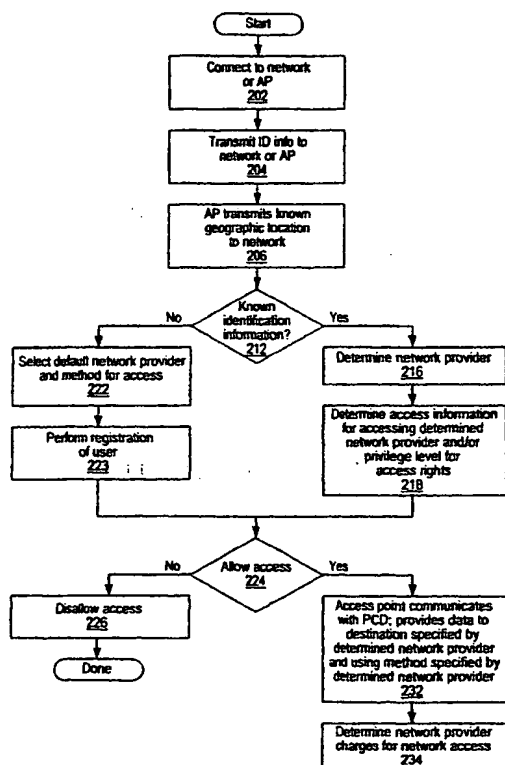 Start
Connect to network
or AP
202
Transmit ID info to
network or AP
204
AP transmits known
geographic location
to network
206
Known
identification
information?
212
No
Yes
Select default network provider
and method for access
222
Perform registration
of user
223
Determine network provider
216
Determine access information
for accessing determined
network provider and/or
privilege level for
access rights
218
Allow access
224
No
Yes
Disallow access
226
Done
Access point communicates
with PCD; provides data to
destination specified by
determined network provider
and using method specified by
determined network provider
232
Determine network provider
charges for network access
234